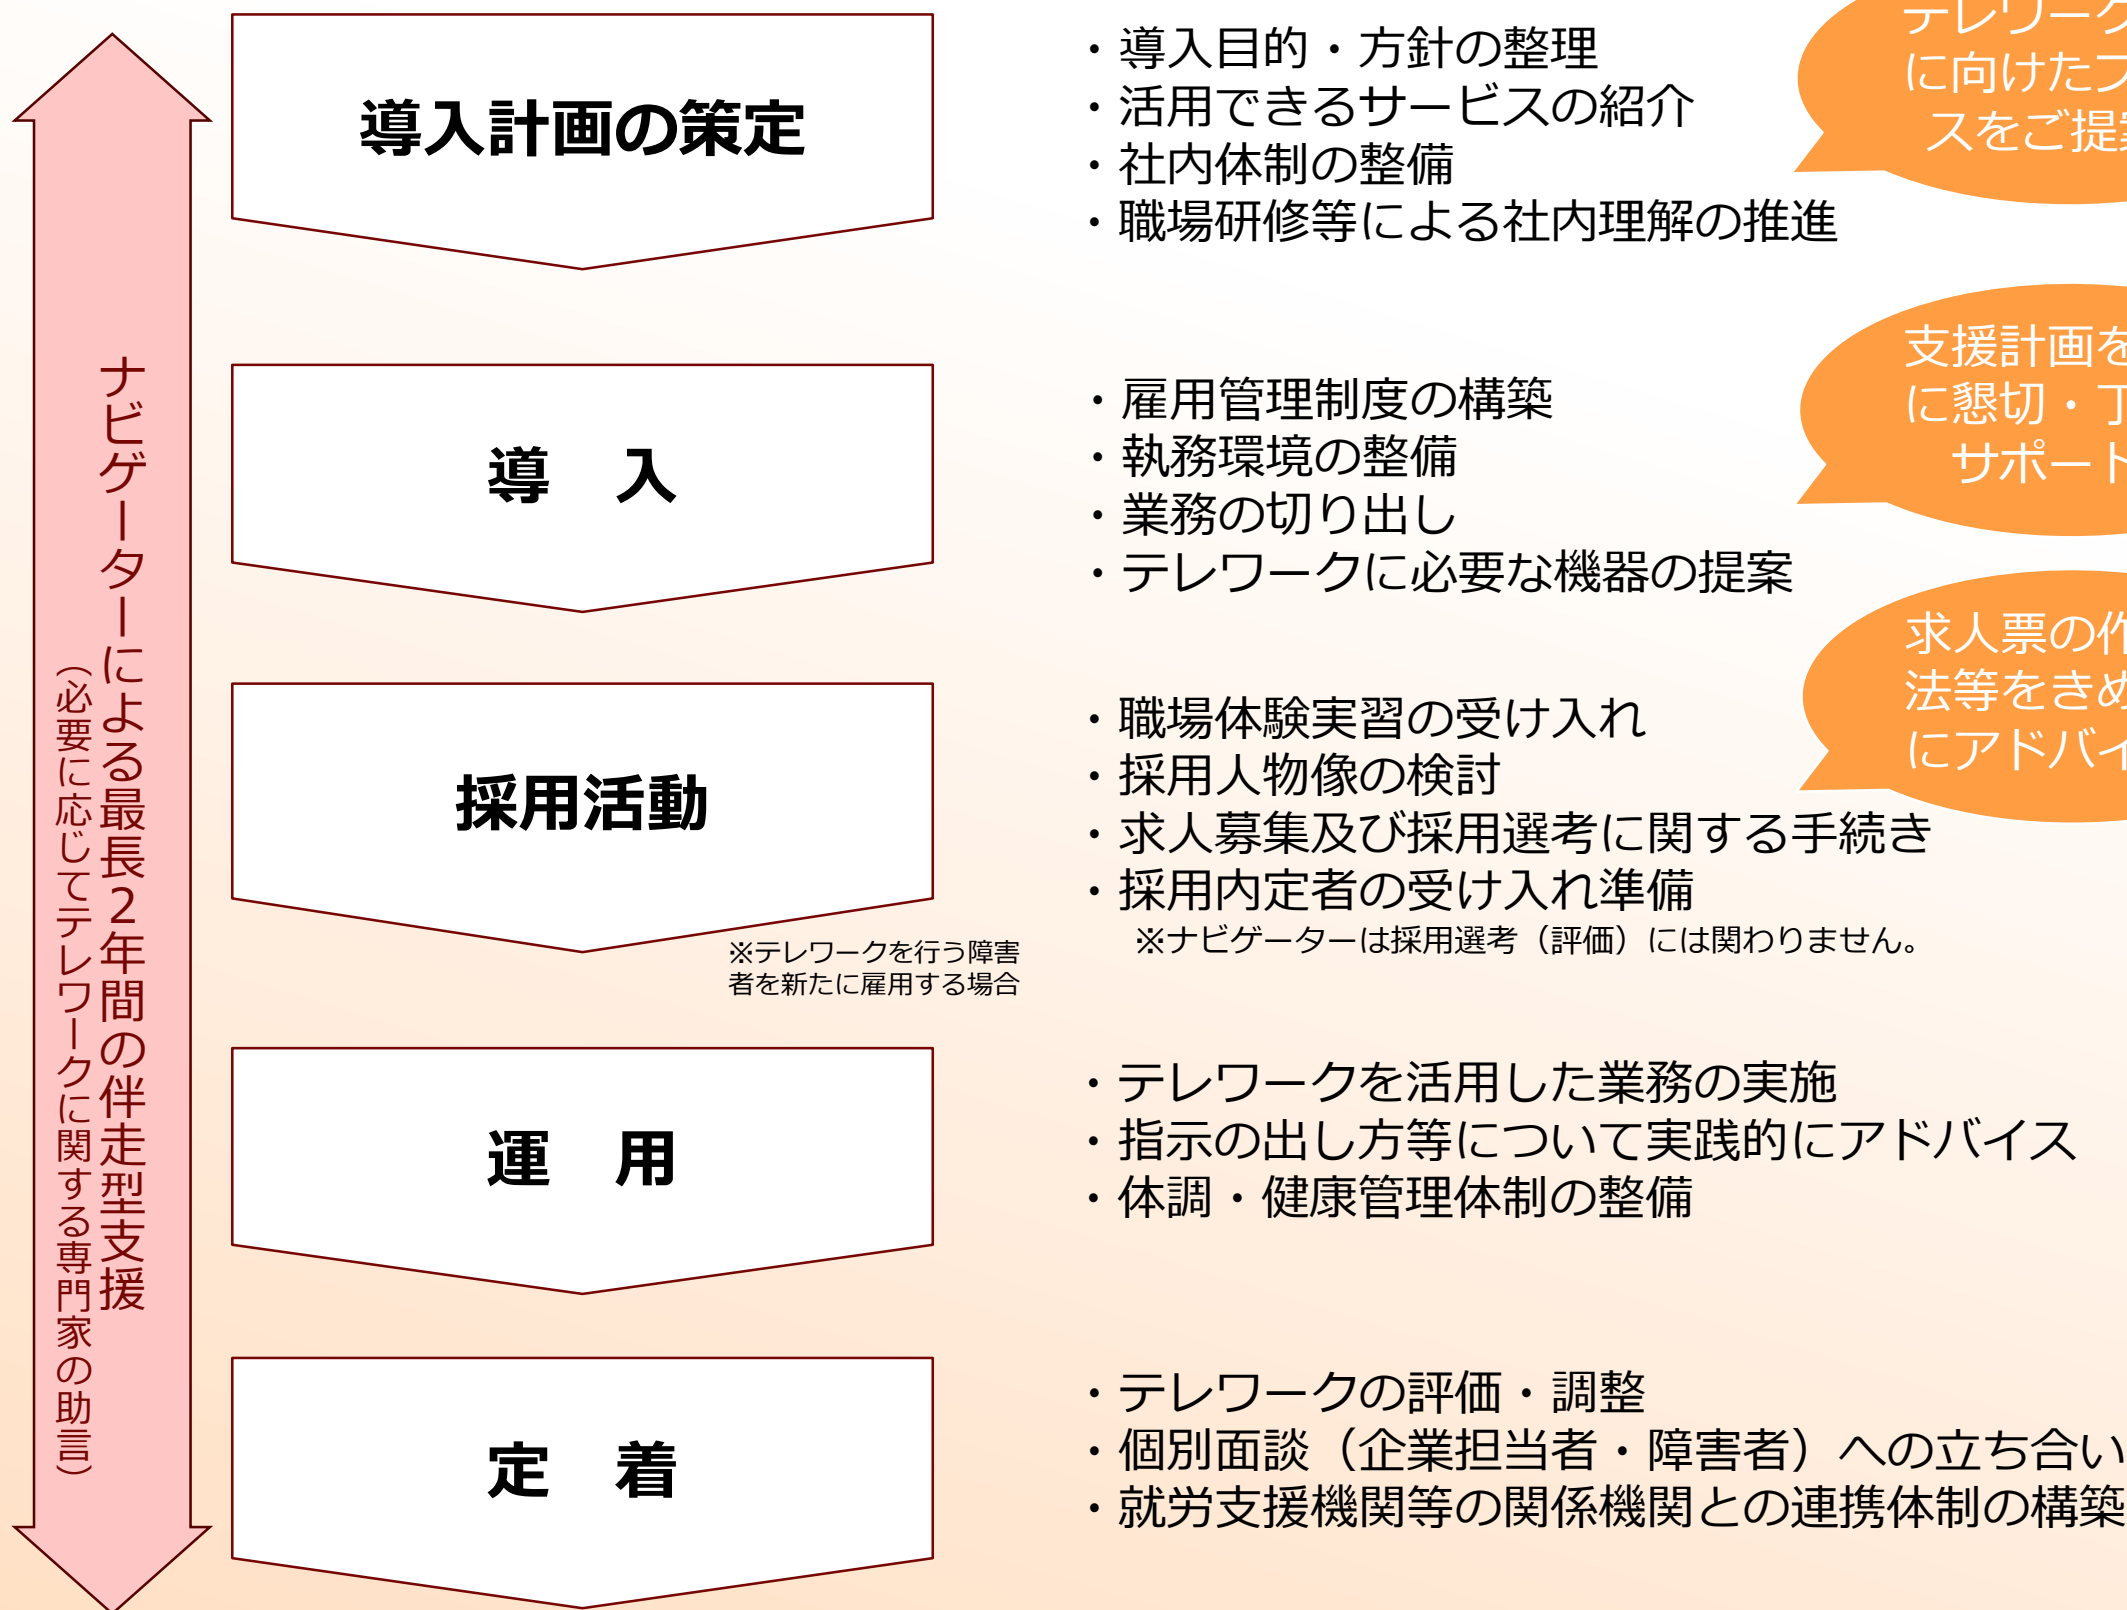 ナビゲーターによる最長2年間の伴走型支援
(必要に応じてテレワークに関する専門家の助言)
導入計画の策定
・導入目的・方針の整理
・活用できるサービスの紹介
・社内体制の整備
・職場研修等による社内理解の推進
テレワーク
に向けたプ
スをご提案
導　入
・雇用管理制度の構築
・執務環境の整備
・業務の切り出し
・テレワークに必要な機器の提案
支援計画を
に懇切・丁
サポート
採用活動
※テレワークを行う障害
者を新たに雇用する場合
・職場体験実習の受け入れ
・採用人物像の検討
・求人募集及び採用選考に関する手続き
・採用内定者の受け入れ準備
※ナビゲーターは採用選考（評価）には関わりません。
求人票の作
法等をきめ
にアドバイ
運　用
・テレワークを活用した業務の実施
・指示の出し方等について実践的にアドバイス
・体調・健康管理体制の整備
定　着
・テレワークの評価・調整
・個別面談（企業担当者・障害者）への立ち合い
・就労支援機関等の関係機関との連携体制の構築